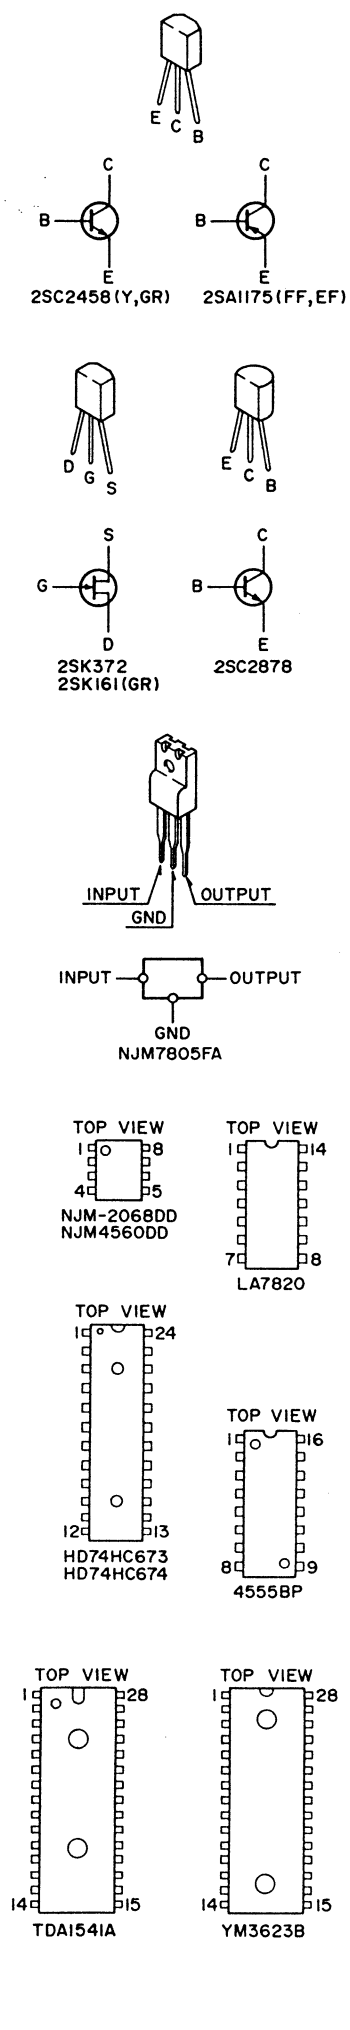 E C B
C C
B B
E E
2SC2458(Y,GR) 2SA1175(FF,EF)
D G S E C B
S C
G B
D E
2SK372 2SC2878
2SK161(GR)
INPUT OUTPUT
GND
INPUT OUTPUT
GND
NJM7805FA
TOP VIEW TOP VIEW
1 8 1 14
4 5
NJM-2068DD
NJM4560DD
7 8
LA7820
TOP VIEW
1 24
TOP VIEW
1 16
12 13
HD74HC673
HD74HC674
8 9
4555BP
TOP VIEW TOP VIEW
1 28 1 28
14 15 14 15
TDA1541A YM3623B